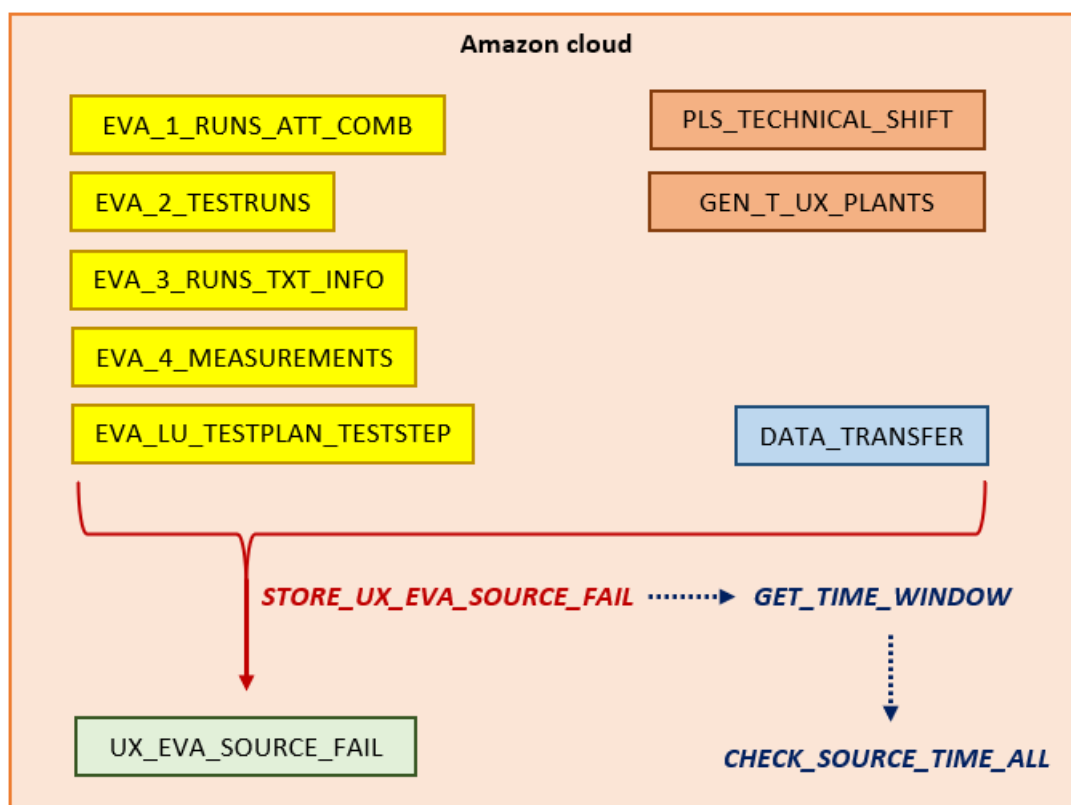 Amazon cloud
EVA_1_RUNS_ATT_COMB
PLS_TECHNICAL_SHIFT
EVA_2_TESTRUNS
GEN_T_UX_PLANTS
EVA_3_RUNS_TXT_INFO
EVA_4_MEASUREMENTS
EVA_LU_TESTPLAN_TESTSTEP
DATA_TRANSFER
STORE_UX_EVA_SOURCE_FAIL
GET_TIME_WINDOW
UX_EVA_SOURCE_FAIL
CHECK_SOURCE_TIME_ALL